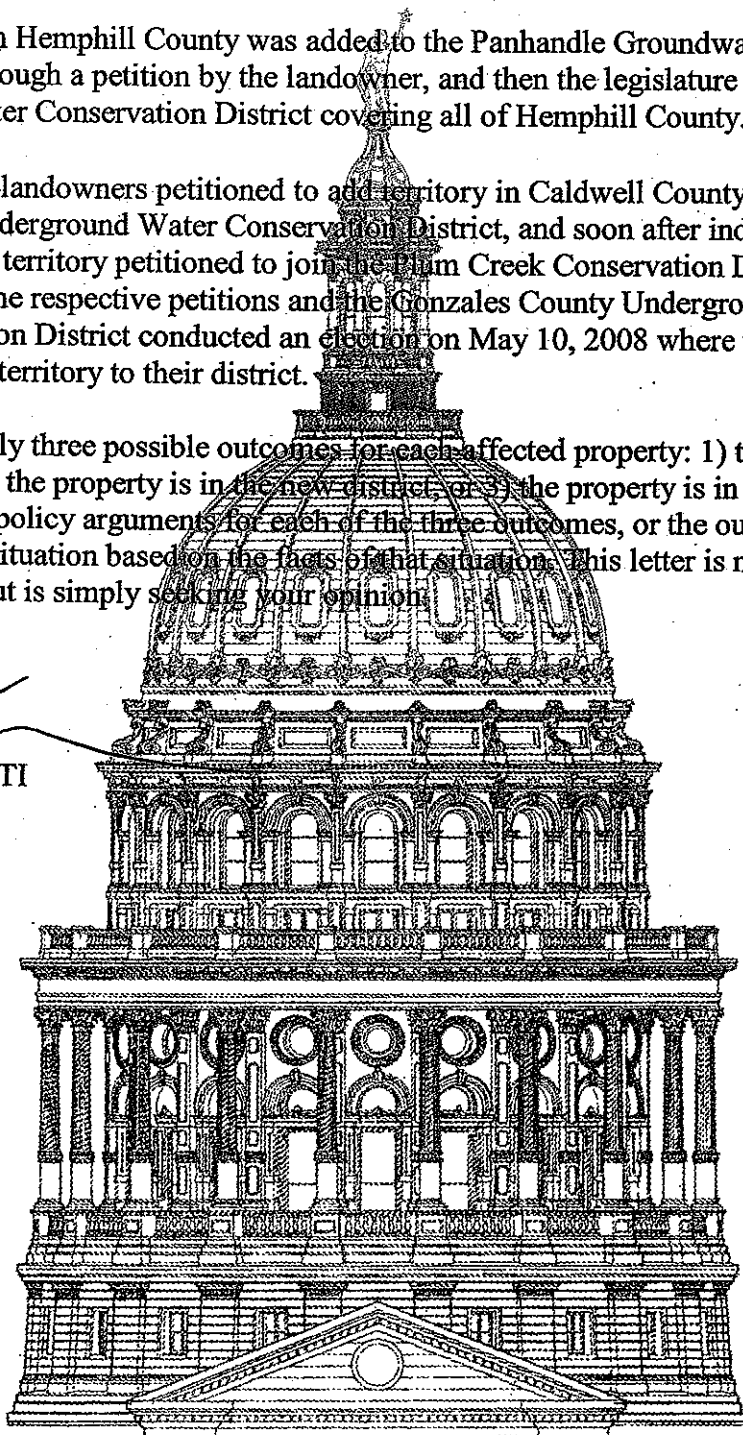 Hemphill County was added to the Panhandle Groundwa
ough a petition by the landowner, and then the legislature
er Conservation District covering all of Hemphill County.
landowners petitioned to add territory in Caldwell County
derground Water Conservation District, and soon after inc
territory petitioned to join the Plum Creek Conservation D
ne respective petitions and the Gonzales County Undergro
on District conducted an election on May 10, 2008 where
territory to their district.
ly three possible outcomes for each affected property: 1) t
the property is in the new district, or 3) the property is in
policy arguments for each of the three outcomes, or the ou
ituation based on the facts of that situation. This letter is n
ut is simply seeking your opinion.
TI